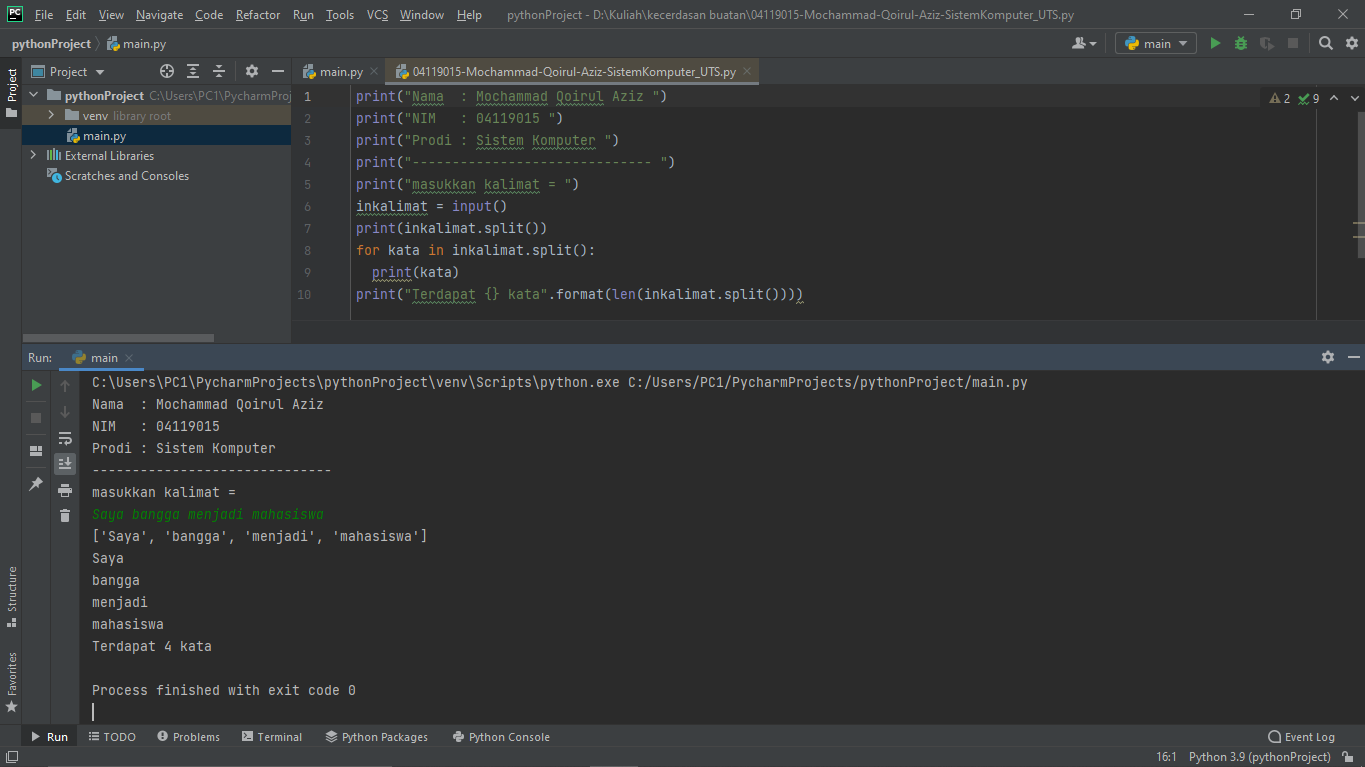 PC File Edit View Navigate Code Refactor Run Tools VCS Window Help pythonProject - D:\Kuliah\kecerdasan buatan\04119015-Mochammad-Qoirul-Aziz-SistemKomputer_UTS.py
pythonProject main.py main
Project
Project
main.py 04119015-Mochammad-Qoirul-Aziz-SistemKomputer_UTS.py
pythonProject C:\Users\PC1\PycharmProj
venv library root
main.py
External Libraries
Scratches and Consoles
2 9
1 print("Nama  : Mochammad Qoirul Aziz ")
2 print("NIM   : 04119015 ")
3 print("Prodi : Sistem Komputer ")
4 print("------------------------------ ")
5 print("masukkan kalimat = ")
6 inkalimat = input()
7 print(inkalimat.split())
8 for kata in inkalimat.split():
9   print(kata)
10 print("Terdapat {} kata".format(len(inkalimat.split())))
Run: main
C:\Users\PC1\PycharmProjects\pythonProject\venv\Scripts\python.exe C:/Users/PC1/PycharmProjects/pythonProject/main.py
Nama  : Mochammad Qoirul Aziz
NIM   : 04119015
Prodi : Sistem Komputer
------------------------------
masukkan kalimat =
Saya bangga menjadi mahasiswa
['Saya', 'bangga', 'menjadi', 'mahasiswa']
Saya
bangga
menjadi
mahasiswa
Terdapat 4 kata
Process finished with exit code 0
Structure
Favorites
Run TODO Problems Terminal Python Packages Python Console Event Log
16:1 Python 3.9 (pythonProject)